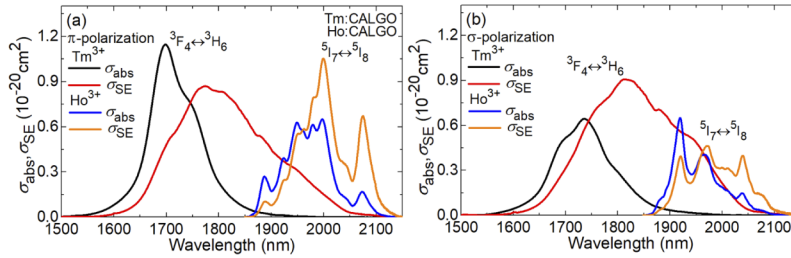 (a)
π-polarization
Tm³⁺
σabs
σSE
Ho³⁺
σabs
σSE
³F₄↔³H₆
Tm:CALGO
Ho:CALGO
⁵I₇↔⁵I₈
σabs, σSE (10⁻²⁰cm²)
1.2
0.9
0.6
0.3
0.0
1500 1600 1700 1800 1900 2000 2100
Wavelength (nm)
(b)
σ-polarization
Tm³⁺
σabs
σSE
Ho³⁺
σabs
σSE
³F₄↔³H₆
⁵I₇↔⁵I₈
σabs, σSE (10⁻²⁰cm²)
1.2
0.9
0.6
0.3
0.0
1500 1600 1700 1800 1900 2000 2100
Wavelength (nm)